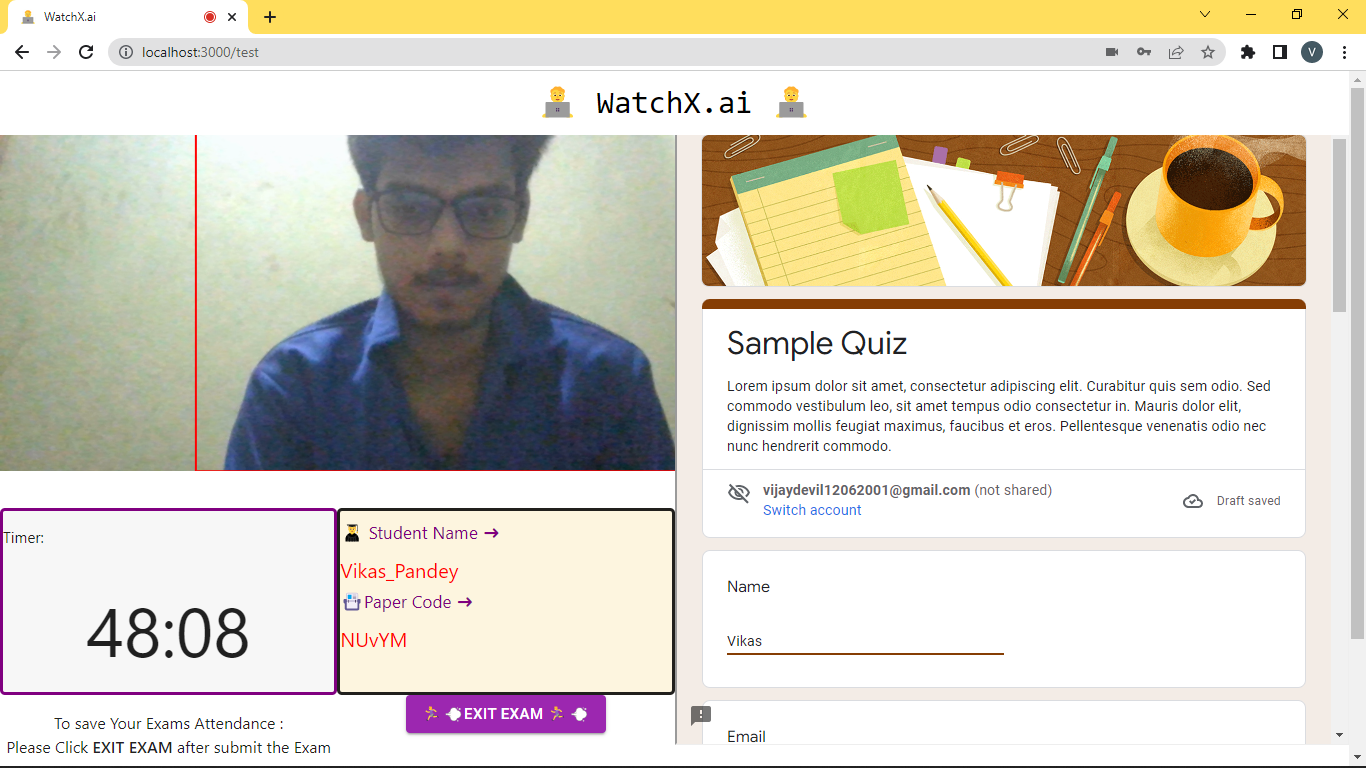 WatchX.ai
localhost:3000/test
V
WatchX.ai
Timer:
48:08
To save Your Exams Attendance :
Please Click EXIT EXAM after submit the Exam
Student Name →
Vikas_Pandey
Paper Code →
NUvYM
EXIT EXAM
Sample Quiz
Lorem ipsum dolor sit amet, consectetur adipiscing elit. Curabitur quis sem odio. Sed
commodo vestibulum leo, sit amet tempus odio consectetur in. Mauris dolor elit,
dignissim mollis feugiat maximus, faucibus et eros. Pellentesque venenatis odio nec
nunc hendrerit commodo.
vijaydevil12062001@gmail.com (not shared)
Switch account
Draft saved
Name
Vikas
Email